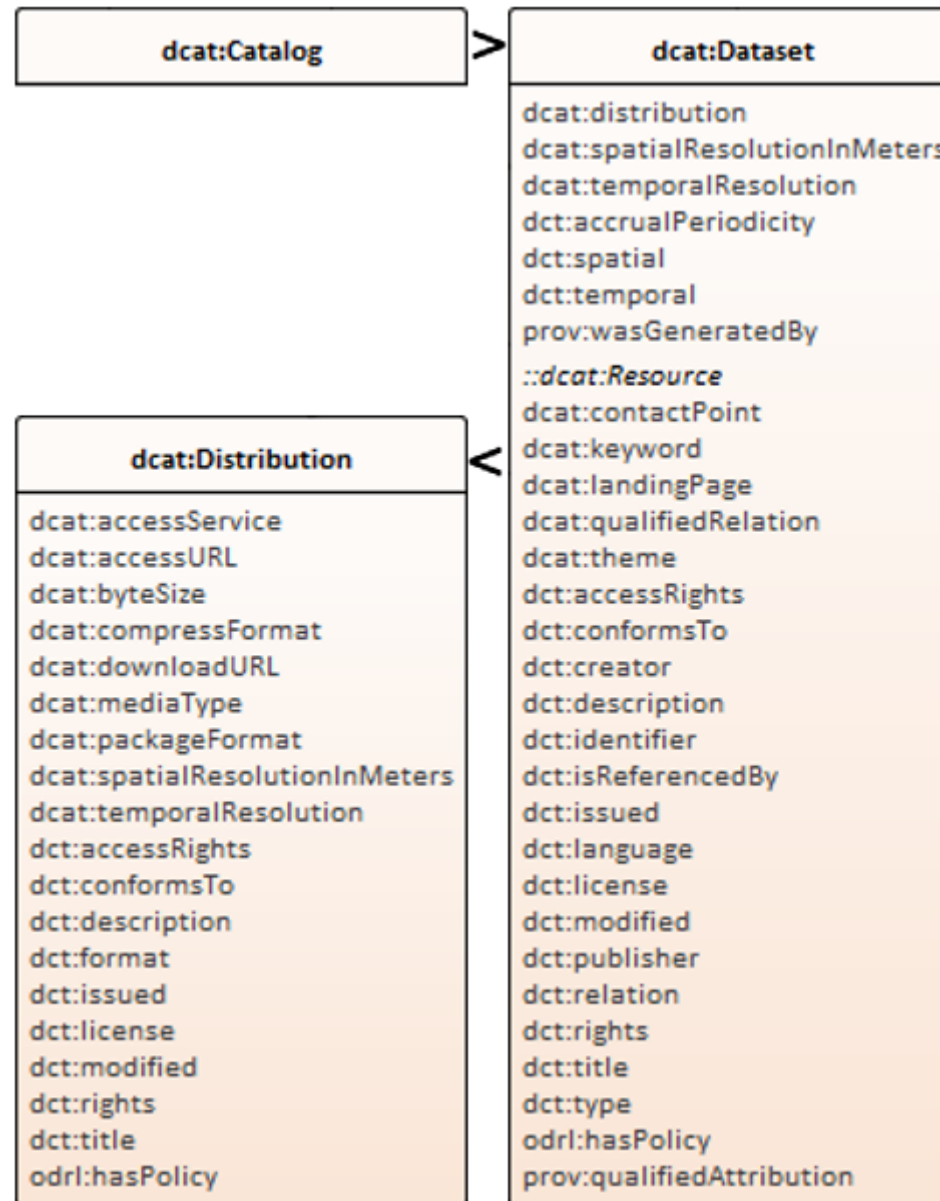 dcat:Catalog
>
dcat:Dataset
dcat:distribution
dcat:spatialResolutionInMeters
dcat:temporalResolution
dct:accrualPeriodicity
dct:spatial
dct:temporal
prov:wasGeneratedBy
::dcat:Resource
dcat:contactPoint
dcat:keyword
dcat:landingPage
dcat:qualifiedRelation
dcat:theme
dct:accessRights
dct:conformsTo
dct:creator
dct:description
dct:identifier
dct:isReferencedBy
dct:issued
dct:language
dct:license
dct:modified
dct:publisher
dct:relation
dct:rights
dct:title
dct:type
odrl:hasPolicy
prov:qualifiedAttribution
<
dcat:Distribution
dcat:accessService
dcat:accessURL
dcat:byteSize
dcat:compressFormat
dcat:downloadURL
dcat:mediaType
dcat:packageFormat
dcat:spatialResolutionInMeters
dcat:temporalResolution
dct:accessRights
dct:conformsTo
dct:description
dct:format
dct:issued
dct:license
dct:modified
dct:rights
dct:title
odrl:hasPolicy